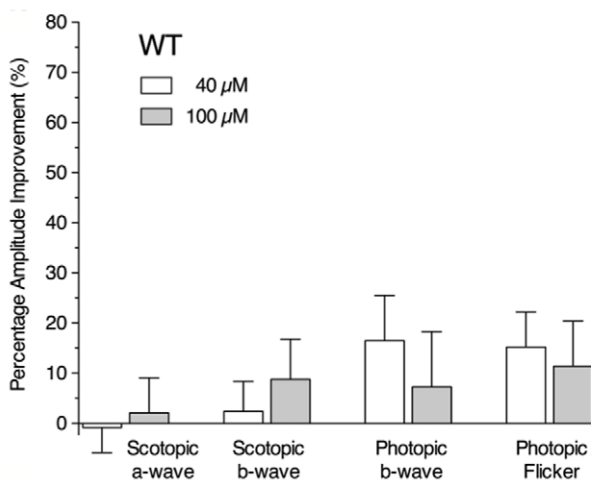 80
70
60
50
40
30
20
10
0
Percentage Amplitude Improvement (%)
WT
40 µM
100 µM
Scotopic
a-wave
Scotopic
b-wave
Photopic
b-wave
Photopic
Flicker